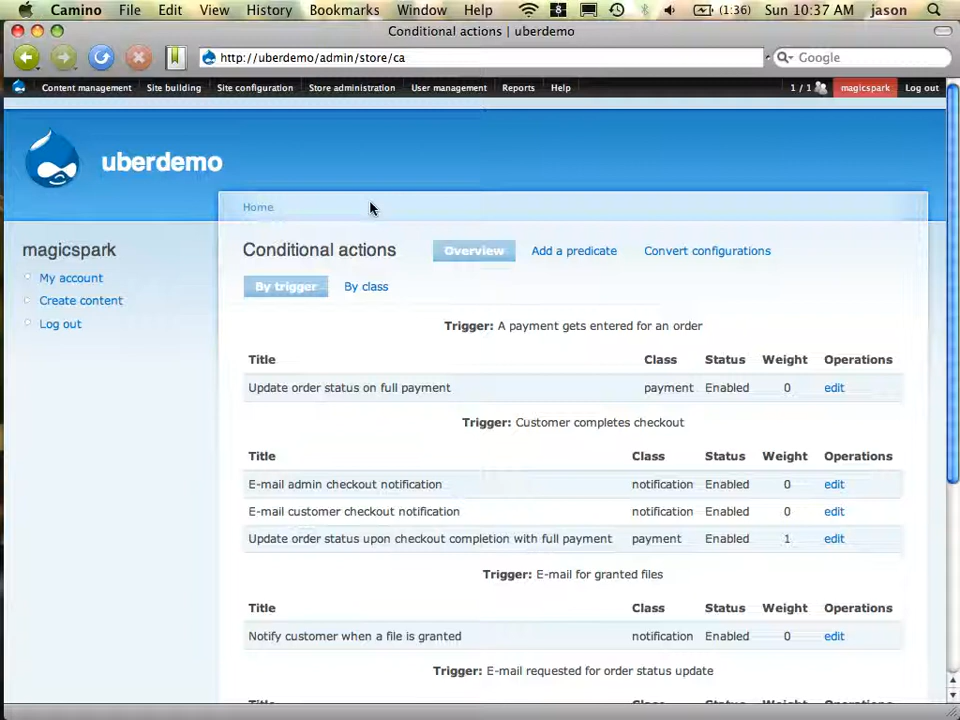 Camino File Edit View History Bookmarks Window Help 8 (1:36) Sun 10:37 AM jason
Conditional actions | uberdemo
http://uberdemo/admin/store/ca Google
Content management Site building Site configuration Store administration User management Reports Help 1 / 1 magicspark Log out
uberdemo
Home
magicspark
My account
Create content
Log out
Conditional actions Overview Add a predicate Convert configurations
By trigger By class
Trigger: A payment gets entered for an order
Title Class Status Weight Operations
Update order status on full payment payment Enabled 0 edit
Trigger: Customer completes checkout
Title Class Status Weight Operations
E-mail admin checkout notification notification Enabled 0 edit
E-mail customer checkout notification notification Enabled 0 edit
Update order status upon checkout completion with full payment payment Enabled 1 edit
Trigger: E-mail for granted files
Title Class Status Weight Operations
Notify customer when a file is granted notification Enabled 0 edit
Trigger: E-mail requested for order status update